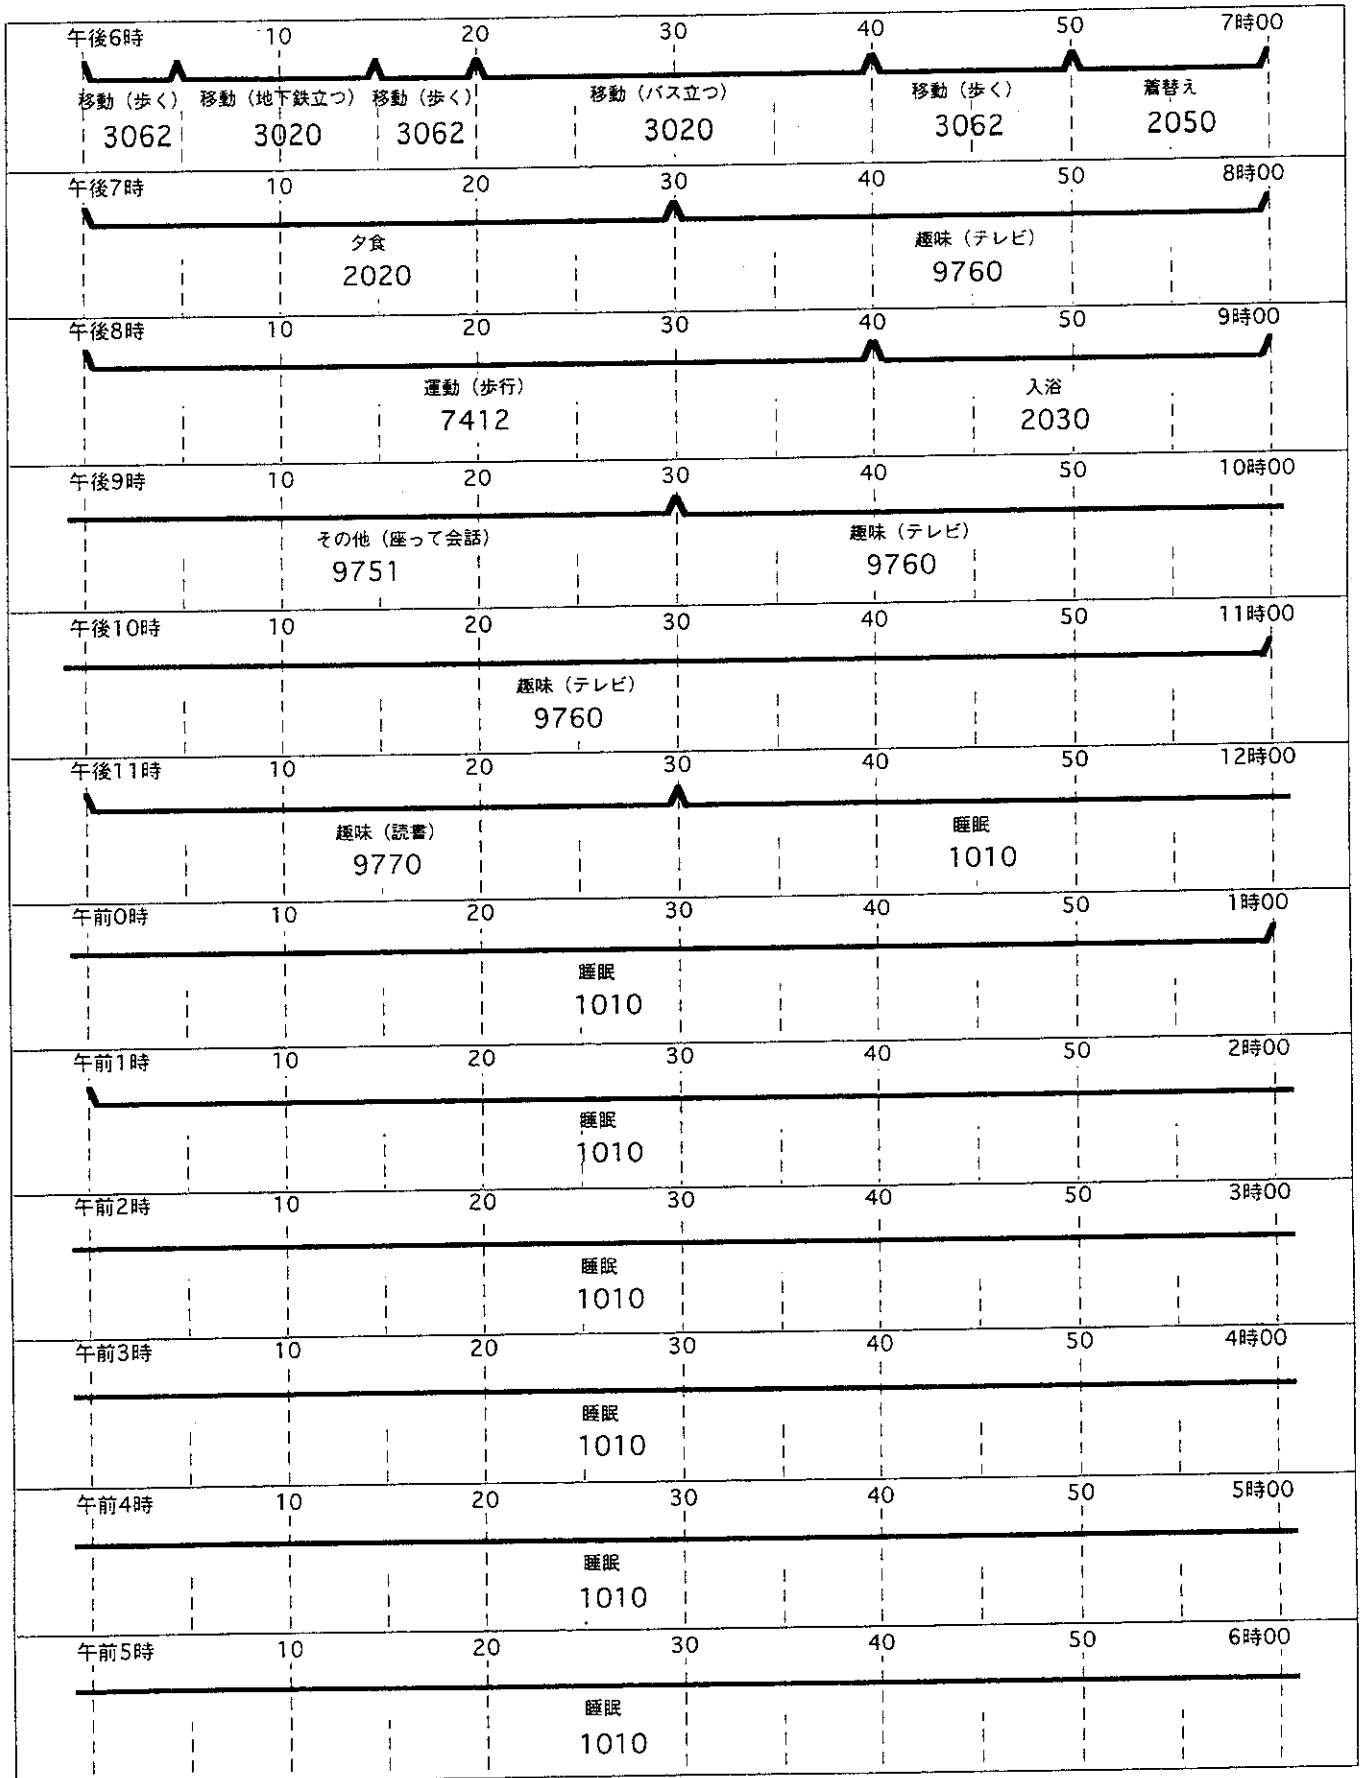 午後6時 10 20 30 40 50 7時00
移動（歩く） 移動（地下鉄立つ） 移動（歩く） 移動（バス立つ） 移動（歩く） 着替え
3062 3020 3062 3020 3062 2050
午後7時 10 20 30 40 50 8時00
夕食 趣味（テレビ）
2020 9760
午後8時 10 20 30 40 50 9時00
運動（歩行） 入浴
7412 2030
午後9時 10 20 30 40 50 10時00
その他（座って会話） 趣味（テレビ）
9751 9760
午後10時 10 20 30 40 50 11時00
趣味（テレビ）
9760
午後11時 10 20 30 40 50 12時00
趣味（読書） 睡眠
9770 1010
午前0時 10 20 30 40 50 1時00
睡眠
1010
午前1時 10 20 30 40 50 2時00
睡眠
1010
午前2時 10 20 30 40 50 3時00
睡眠
1010
午前3時 10 20 30 40 50 4時00
睡眠
1010
午前4時 10 20 30 40 50 5時00
睡眠
1010
午前5時 10 20 30 40 50 6時00
睡眠
1010